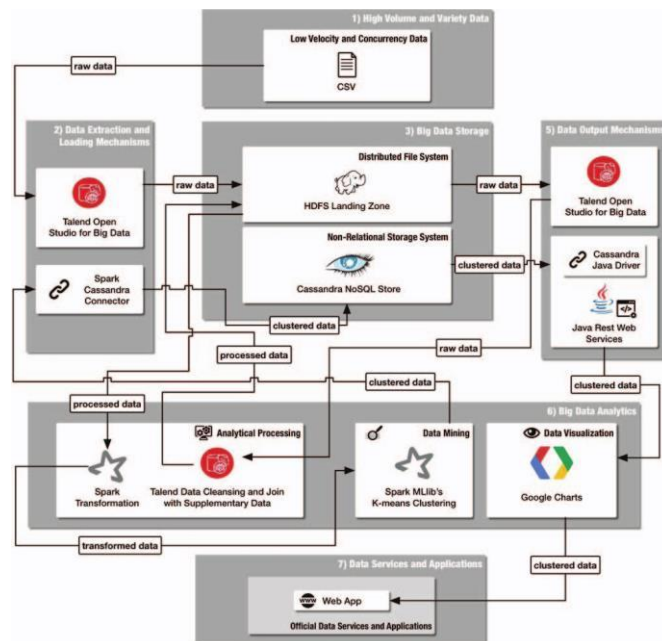 1) High Volume and Variety Data
Low Velocity and Concurrency Data
CSV
raw data
2) Data Extraction and
Loading Mechanisms
Talend Open
Studio for Big Data
Spark
Cassandra
Connector
raw data
3) Big Data Storage
Distributed File System
HDFS Landing Zone
Non-Relational Storage System
Cassandra NoSQL Store
raw data
clustered data
5) Data Output Mechanisms
Talend Open
Studio for Big Data
Cassandra
Java Driver
Java Rest Web
Services
clustered data
processed data
raw data
clustered data
clustered data
processed data
6) Big Data Analytics
Analytical Processing
Spark
Transformation
Talend Data Cleansing and Join
with Supplementary Data
Data Mining
Spark MLlib's
K-means Clustering
Data Visualization
Google Charts
transformed data
clustered data
7) Data Services and Applications
www
Web App
Official Data Services and Applications